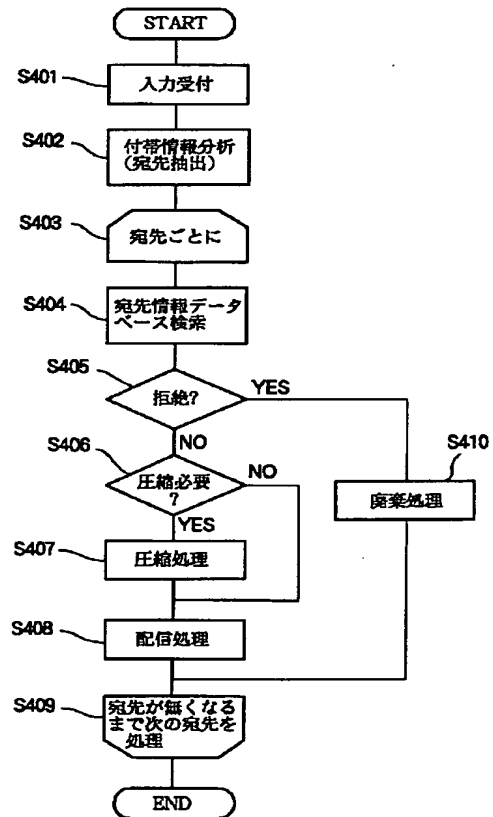 START
S401
入力受付
S402
付帯情報分析
(宛先抽出)
S403
宛先ごとに
S404
宛先情報データ
ベース検索
S405
拒絶?
YES
NO
S406
圧縮必要
?
NO
YES
S410
廃棄処理
S407
圧縮処理
S408
配信処理
S409
宛先が無くなる
まで次の宛先を
処理
END